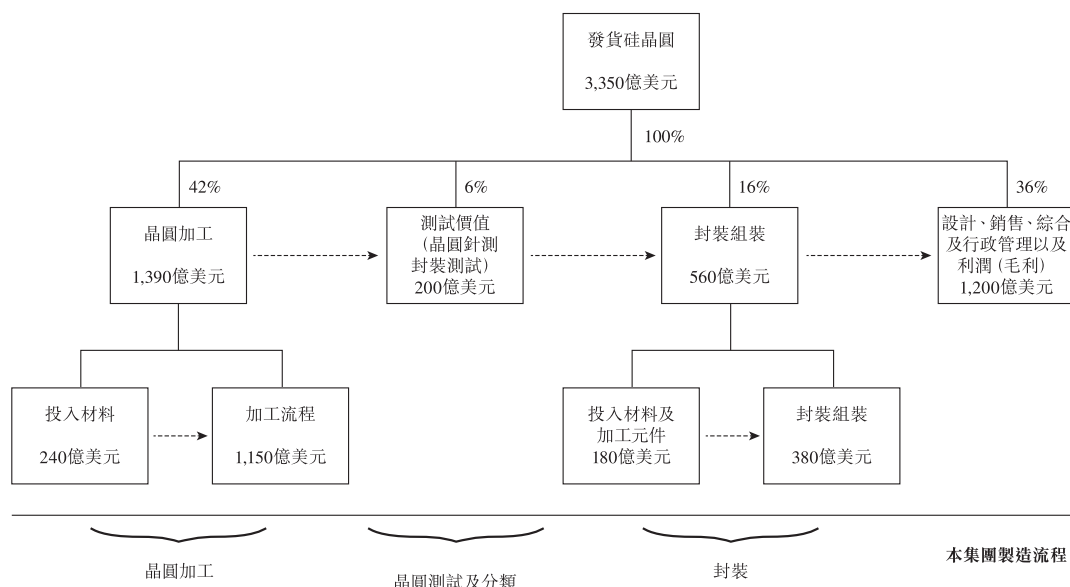 發貨硅晶圓
3,350億美元
100%
42%
6%
16%
36%
晶圓加工
1,390億美元
測試價值
(晶圓針測
封裝測試)
200億美元
封裝組裝
560億美元
設計、銷售、綜合
及行政管理以及
利潤(毛利)
1,200億美元
投入材料
240億美元
加工流程
1,150億美元
投入材料及
加工元件
180億美元
封裝組裝
380億美元
晶圓加工
晶圓測試及分類
封裝
本集團製造流程